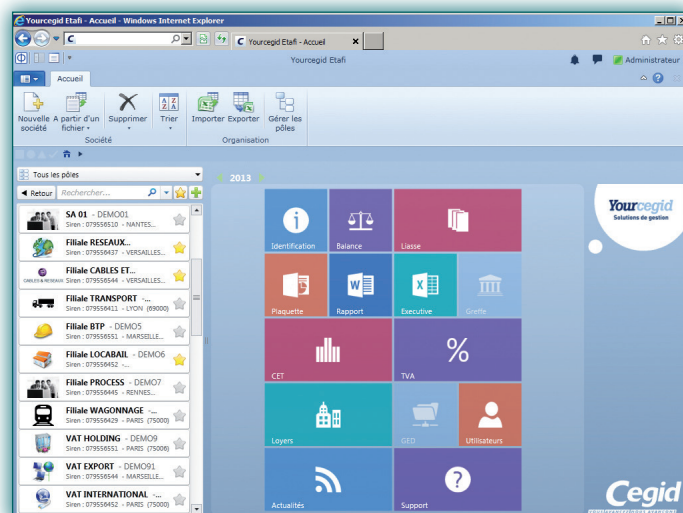 Yourcegid Etafi - Accueil - Windows Internet Explorer
Yourcegid Etafi - Accueil
Yourcegid Etafi
Administrateur
Accueil
Nouvelle société
A partir d'un fichier
Supprimer
Trier
Importer
Exporter
Gérer les pôles
Société
Organisation
Tous les pôles
2013
Retour
Rechercher...
SA 01 - DEMO01
Siren : 079556510 - NANTES...
Filiale RESEAUX...
Siren : 079556437 - VERSAILLES...
Filiale CABLES ET...
CABLES & RESEAUX
Siren : 079556544 - VERSAILLES...
Filiale TRANSPORT -...
Siren : 079556411 - LYON (69000)
Filiale BTP - DEMO5
Siren : 079556551 - MARSEILLE...
Filiale LOCABAIL - DEMO6
Siren : 079556452 -...
Filiale PROCESS - DEMO7
Siren : 079556445 - RENNES...
Filiale WAGONNAGE -...
Siren : 079556429 - PARIS (75000)
VAT HOLDING - DEMO9
Siren : 079556551 - PARIS (75006)
VAT EXPORT - DEMO91
Siren : 079556544 - MARSEILLE...
VAT INTERNATIONAL -...
Siren : 079556452 - PARIS (75000)
Identification
Balance
Liasse
Plaquette
Rapport
Executive
Greffe
CET
TVA
Loyers
GED
Utilisateurs
Actualités
Support
Yourcegid
Solutions de gestion
Cegid